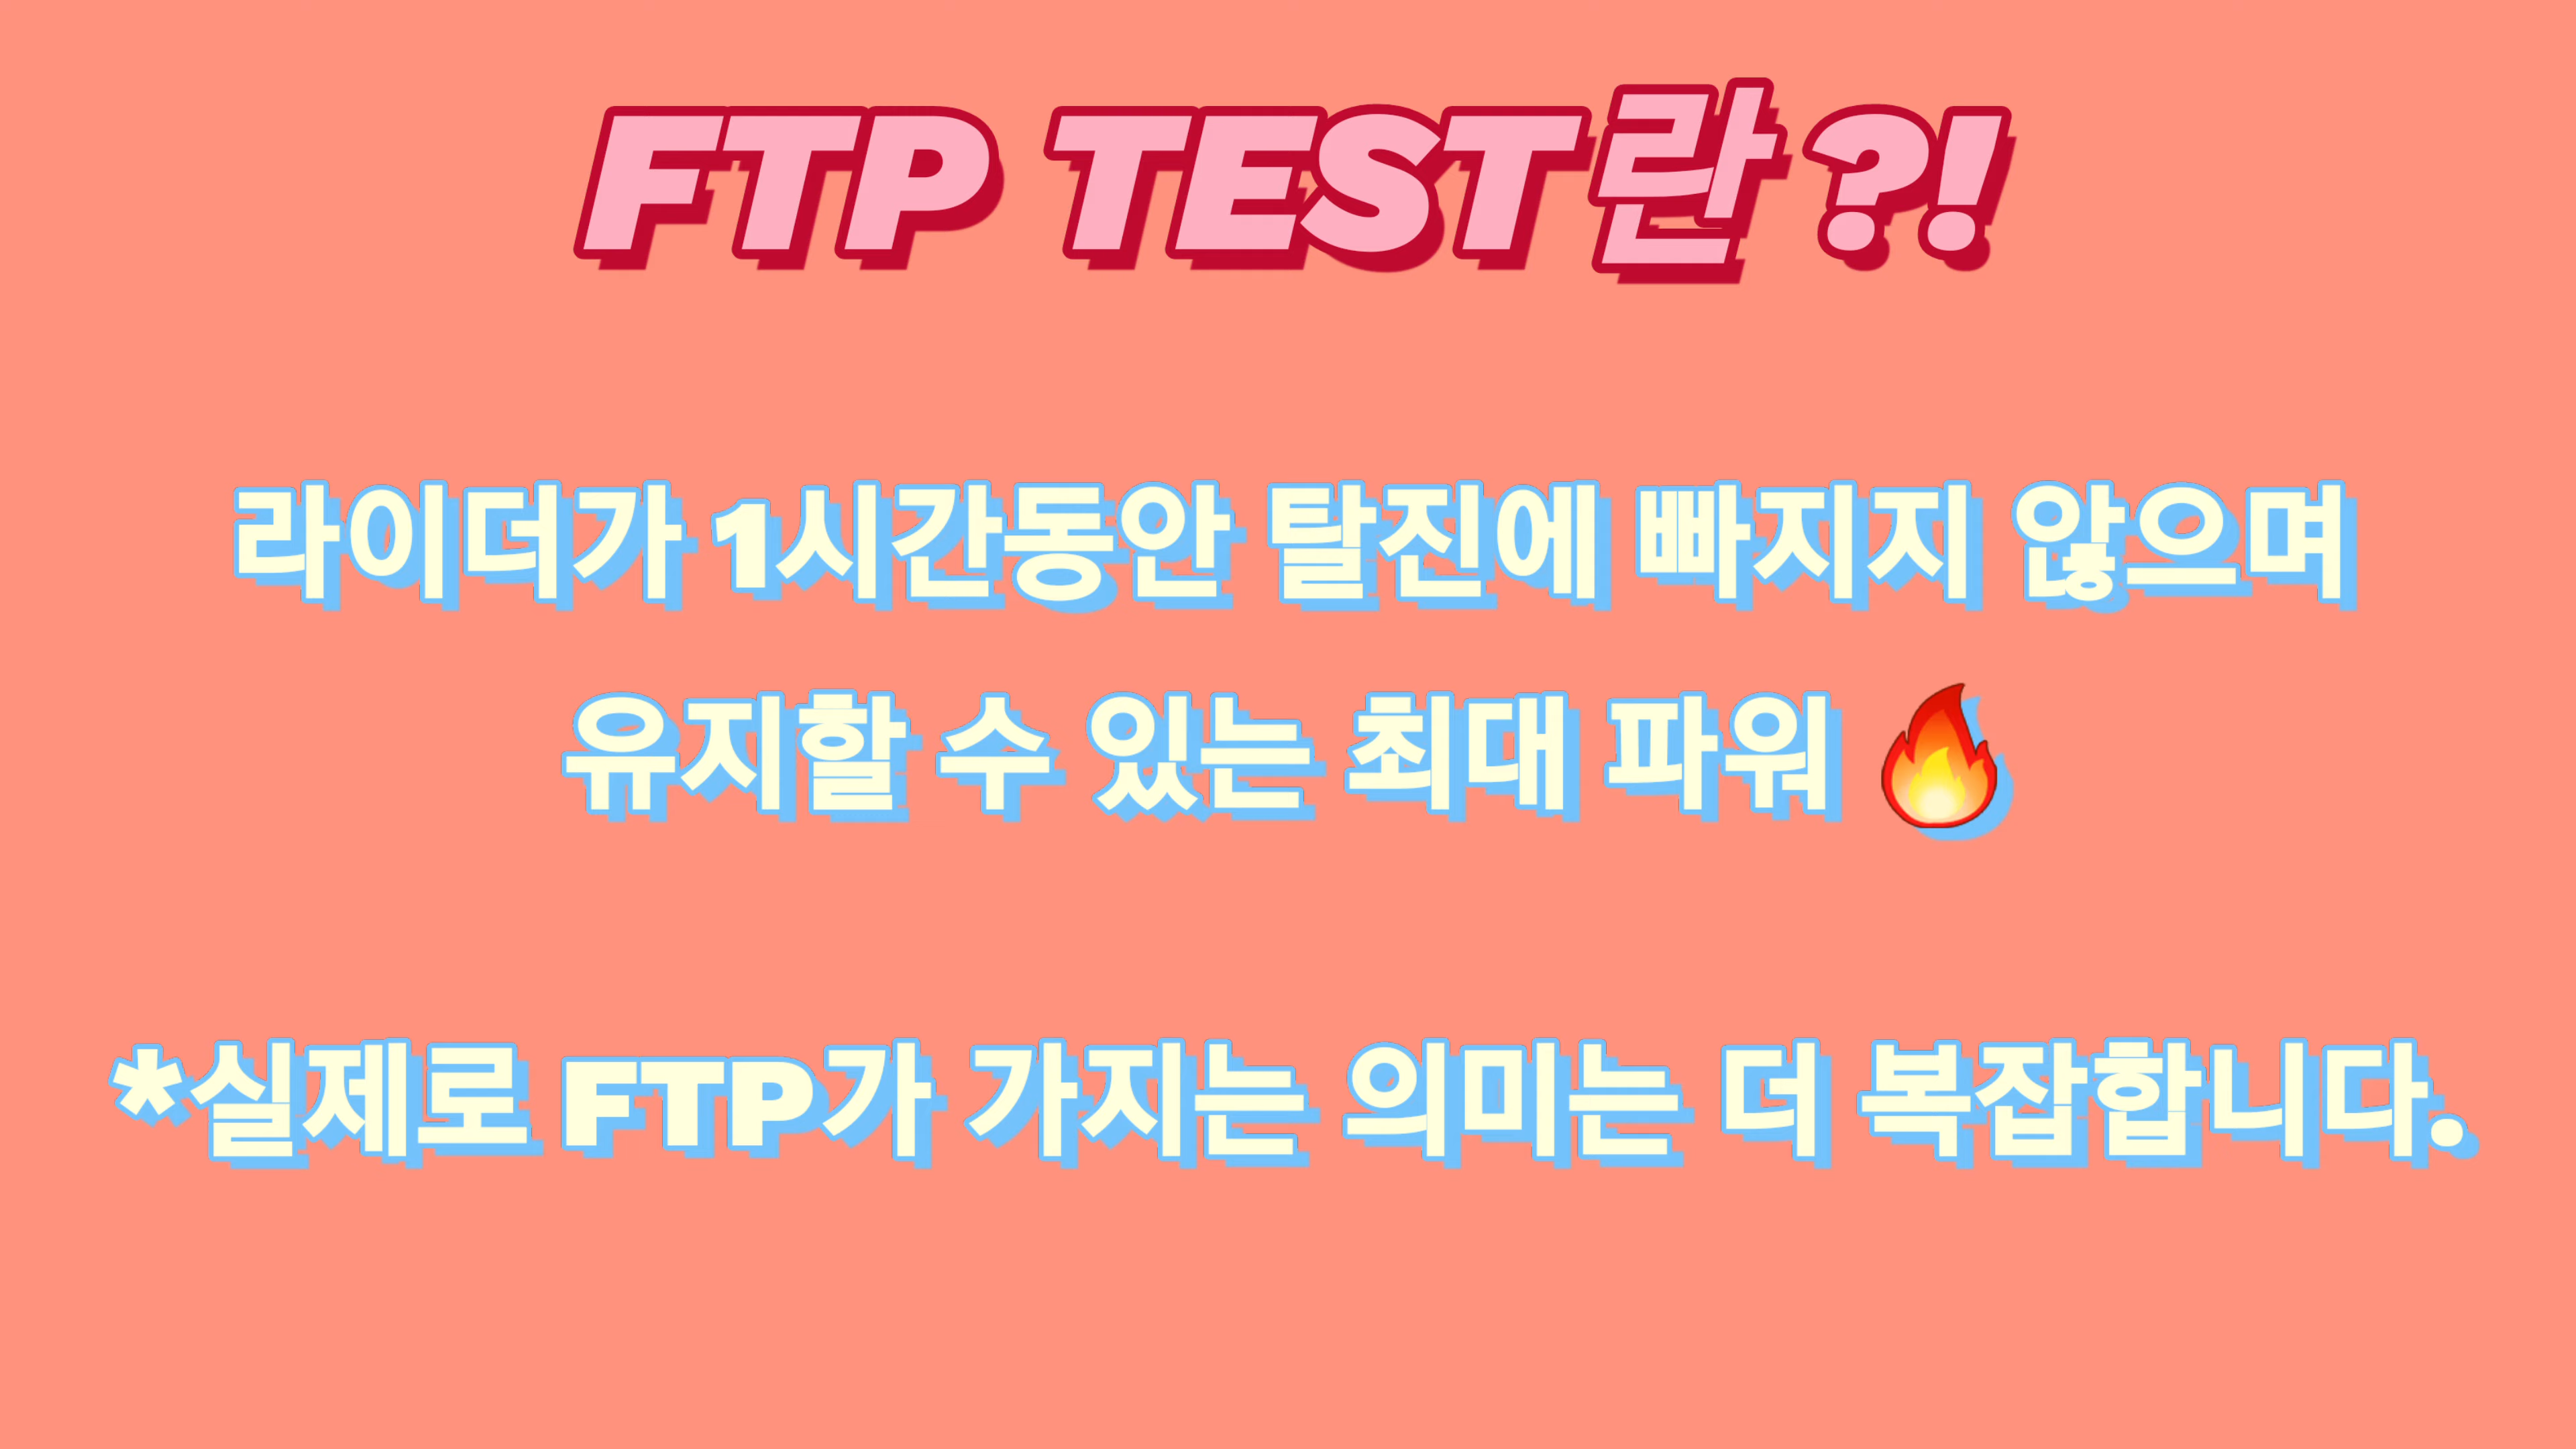 FTP TEST란?!
라이더가 1시간동안 탈진에 빠지지 않으며
유지할 수 있는 최대 파워 🔥
*실제로 FTP가 가지는 의미는 더 복잡합니다.